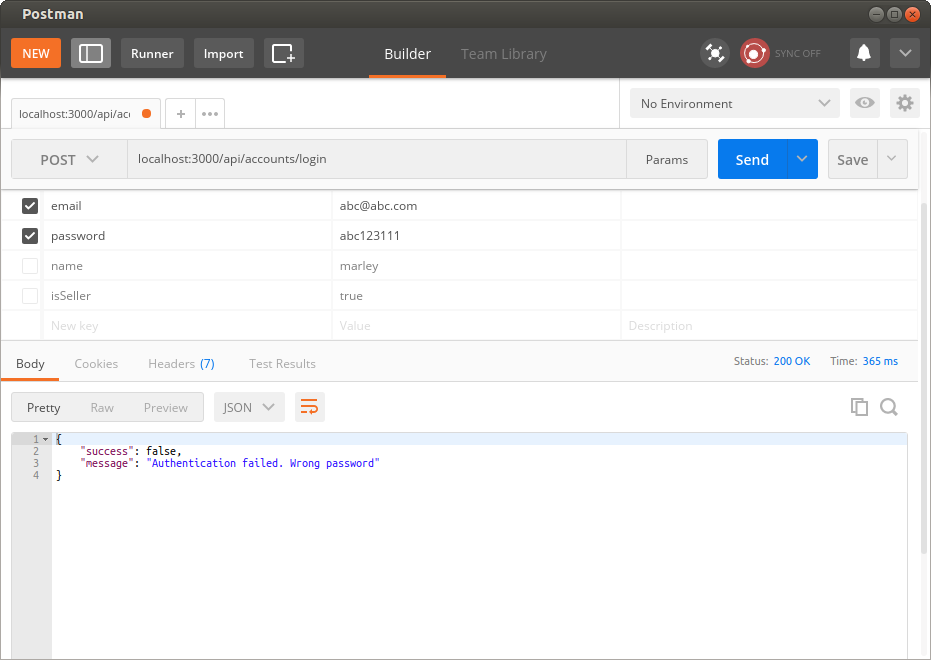 Postman
NEW Runner Import Builder Team Library SYNC OFF
localhost:3000/api/acc No Environment
POST localhost:3000/api/accounts/login Params Send Save
email abc@abc.com
password abc123111
name marley
isSeller true
New key Value Description
Body Cookies Headers (7) Test Results Status: 200 OK Time: 365 ms
Pretty Raw Preview JSON
1 {
2 "success": false,
3 "message": "Authentication failed. Wrong password"
4 }